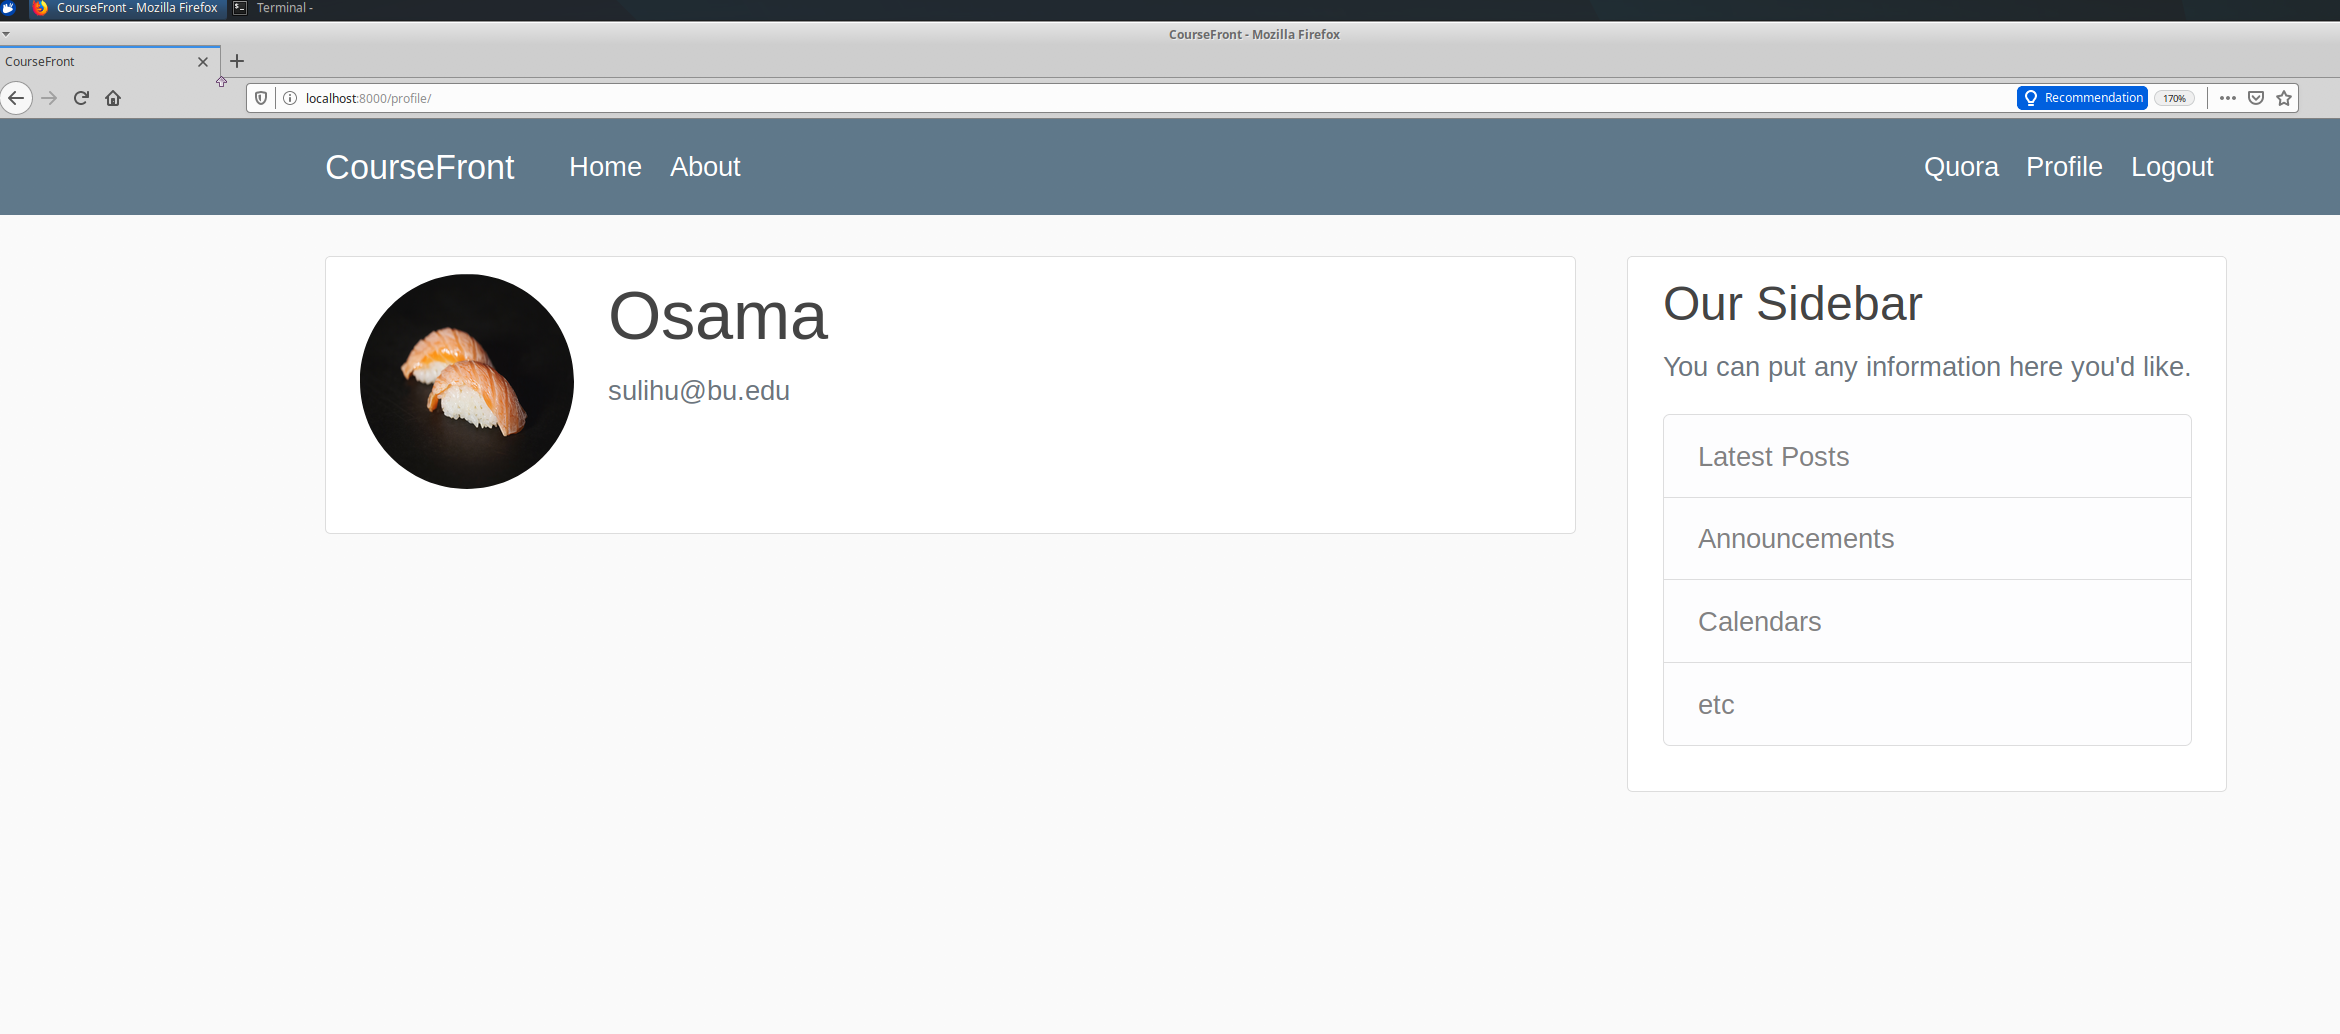 CourseFront - Mozilla Firefox
Terminal -
CourseFront - Mozilla Firefox
CourseFront
localhost:8000/profile/
Recommendation
170%
CourseFront
Home
About
Quora
Profile
Logout
Osama
sulihu@bu.edu
Our Sidebar
You can put any information here you'd like.
Latest Posts
Announcements
Calendars
etc